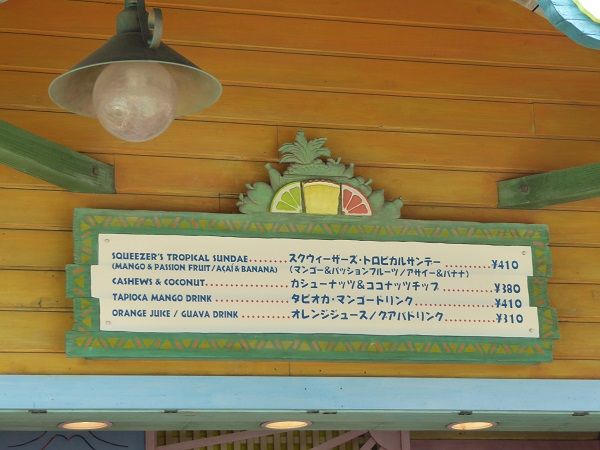 SQUEEZER'S TROPICAL SUNDAE........スクウィーザーズ・トロピカルサンデー ..........¥410
(MANGO & PASSION FRUIT/AÇAÍ & BANANA) (マンゴー&パッションフルーツ/アサイー&バナナ)
CASHEWS & COCONUT..................カシューナッツ&ココナッツチップ..............¥380
TAPIOCA MANGO DRINK ................タピオカ・マンゴードリンク....................¥410
ORANGE JUICE / GUAVA DRINK ..........オレンジジュース/グアバドリンク..............¥310